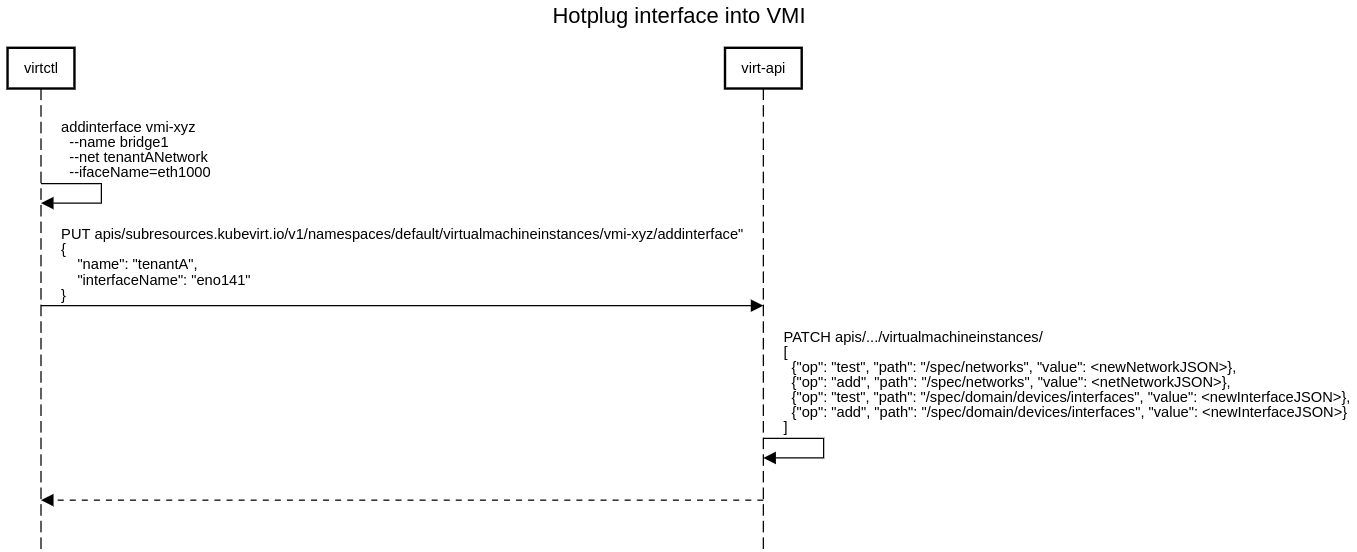 Hotplug interface into VMI
virtctl
virt-api
addinterface vmi-xyz
--name bridge1
--net tenantANetwork
--ifaceName=eth1000
PUT apis/subresources.kubevirt.io/v1/namespaces/default/virtualmachineinstances/vmi-xyz/addinterface"
{
"name": "tenantA",
"interfaceName": "eno141"
}
PATCH apis/.../virtualmachineinstances/
[
{"op": "test", "path": "/spec/networks", "value": <newNetworkJSON>},
{"op": "add", "path": "/spec/networks", "value": <netNetworkJSON>},
{"op": "test", "path": "/spec/domain/devices/interfaces", "value": <newInterfaceJSON>},
{"op": "add", "path": "/spec/domain/devices/interfaces", "value": <newInterfaceJSON>}
]